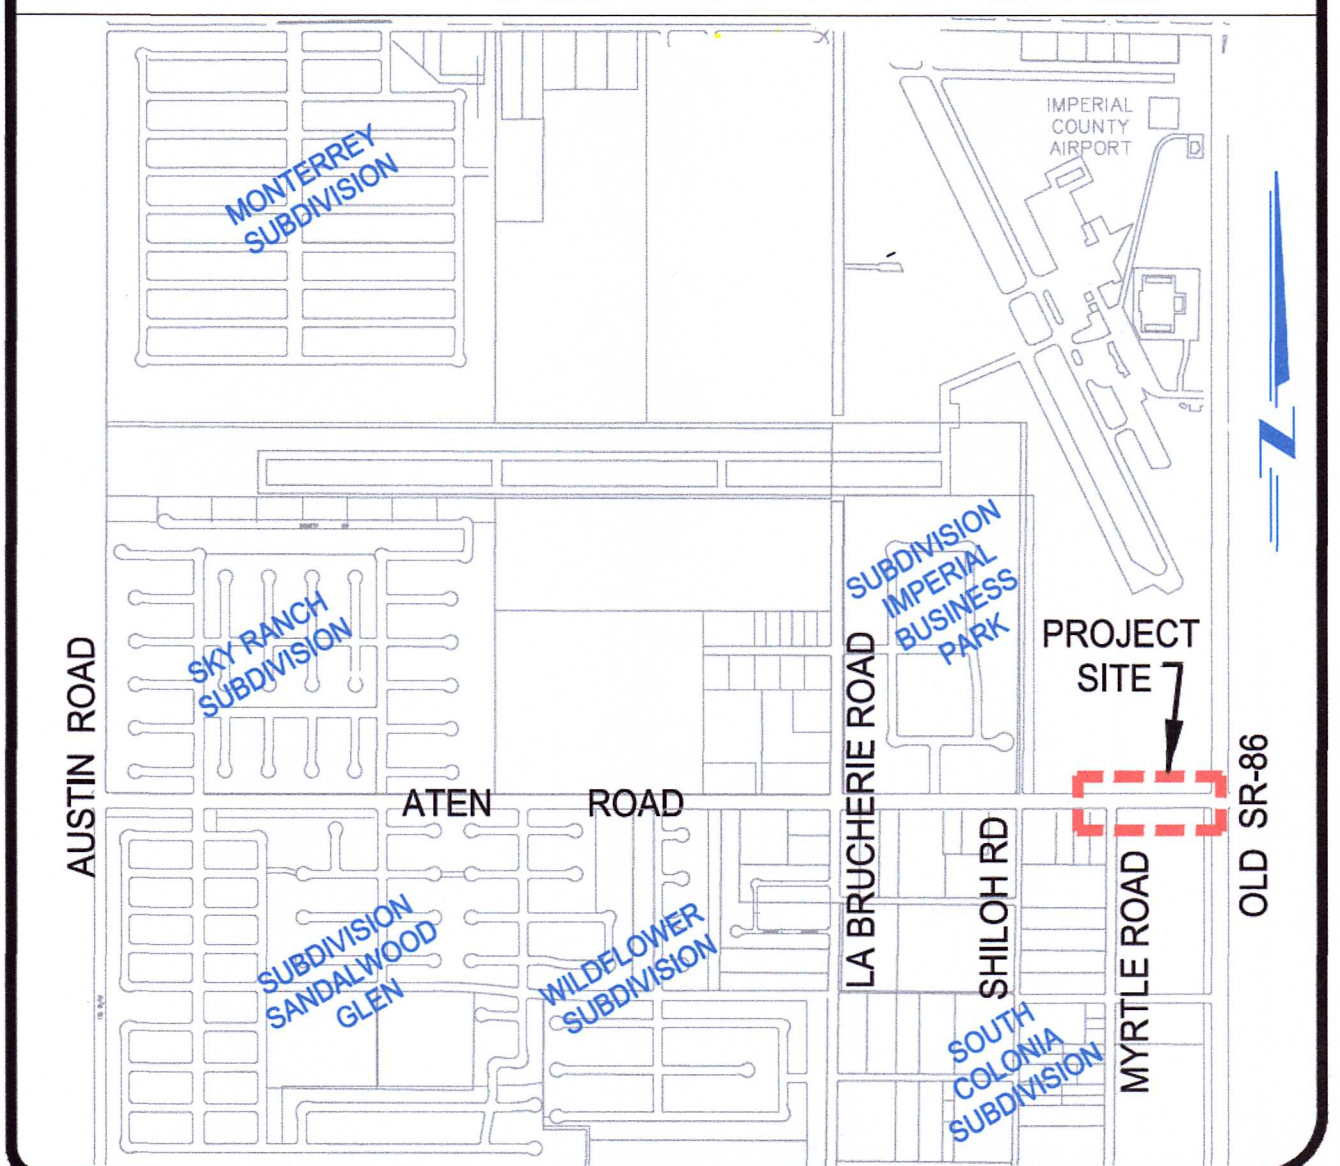 IMPERIAL
COUNTY
AIRPORT
D
MONTERREY
SUBDIVISION
N
SUBDIVISION
IMPERIAL
BUSINESS
PARK
SKY RANCH
SUBDIVISION
PROJECT
SITE
AUSTIN ROAD
ATEN ROAD
LA BRUCHERIE ROAD
SHILOH RD
MYRTLE ROAD
OLD SR-86
SUBDIVISION
SANDALWOOD
GLEN
WILDFLOWER
SUBDIVISION
SOUTH
COLONIA
SUBDIVISION